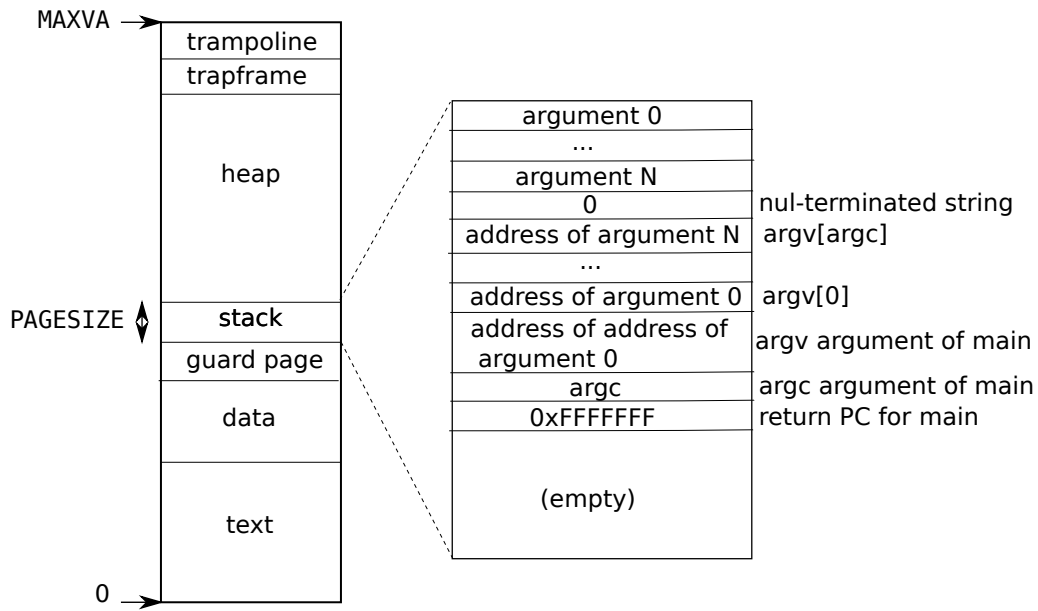 MAXVA
trampoline
trapframe
heap
PAGESIZE
stack
guard page
data
text
0
argument 0
...
argument N
0
nul-terminated string
address of argument N
argv[argc]
...
address of argument 0
argv[0]
address of address of
argument 0
argv argument of main
argc
argc argument of main
0xFFFFFFF
return PC for main
(empty)